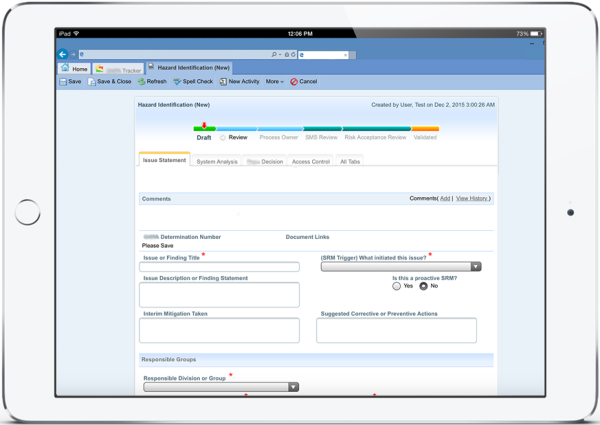 iPad 12:06 PM 73%
Home Tracker Hazard Identification (New)
Save Save & Close Refresh Spell Check New Activity More Cancel
Hazard Identification (New) Created by User, Test on Dec 2, 2015 3:00:26 AM
Draft Review Process Owner SMS Review Risk Acceptance Review Validated
Issue Statement System Analysis Decision Access Control All Tabs
Comments Comments( Add | View History )
Determination Number Document Links
Please Save
Issue or Finding Title * (SRM Trigger) What initiated this issue? *
Issue Description or Finding Statement Is this a proactive SRM?
Yes No
Interim Mitigation Taken Suggested Corrective or Preventive Actions
Responsible Groups
Responsible Division or Group *
* *